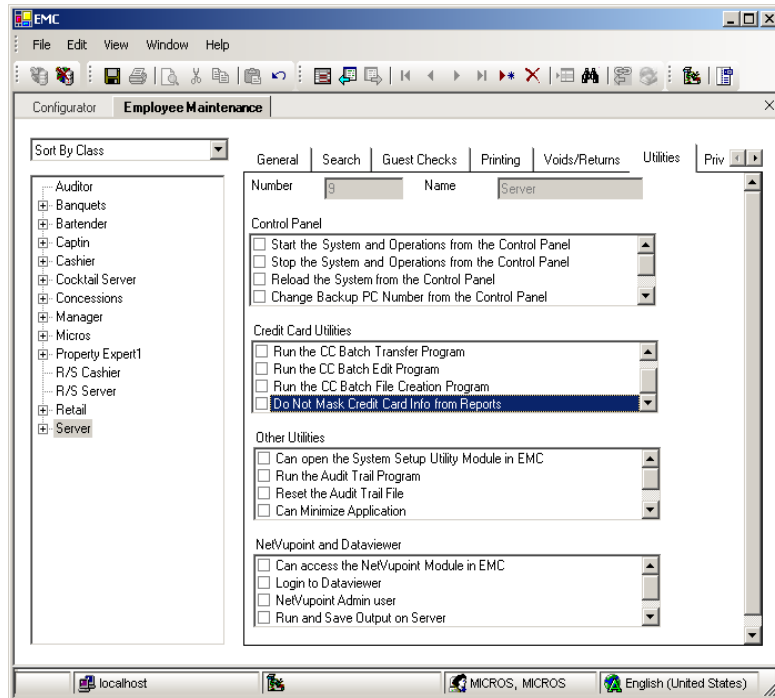 EMC
File Edit View Window Help
Configurator Employee Maintenance
Sort By Class
Auditor
Banquets
Bartender
Captin
Cashier
Cocktail Server
Concessions
Manager
Micros
Property Expert1
R/S Cashier
R/S Server
Retail
Server
General Search Guest Checks Printing Voids/Returns Utilities Priv
Number 9 Name Server
Control Panel
Start the System and Operations from the Control Panel
Stop the System and Operations from the Control Panel
Reload the System from the Control Panel
Change Backup PC Number from the Control Panel
Credit Card Utilities
Run the CC Batch Transfer Program
Run the CC Batch Edit Program
Run the CC Batch File Creation Program
Do Not Mask Credit Card Info from Reports
Other Utilities
Can open the System Setup Utility Module in EMC
Run the Audit Trail Program
Reset the Audit Trail File
Can Minimize Application
NetVupoint and Dataviewer
Can access the NetVupoint Module in EMC
Login to Dataviewer
NetVupoint Admin user
Run and Save Output on Server
localhost MICROS, MICROS English (United States)